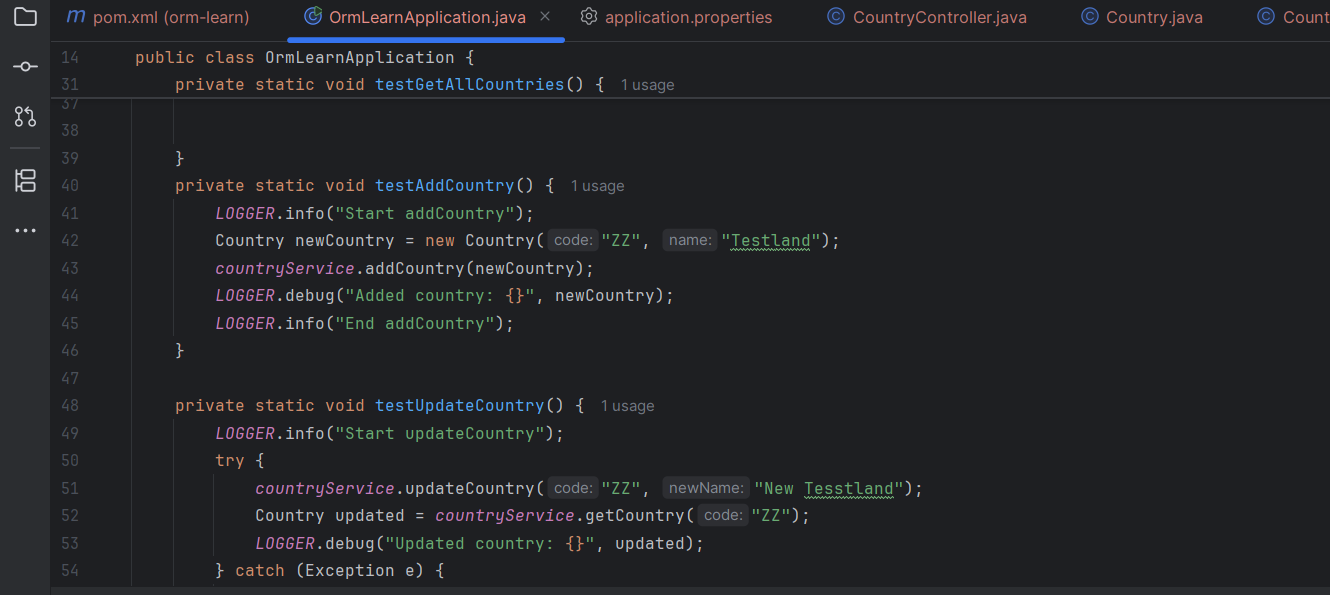 pom.xml (orm-learn) OrmLearnApplication.java application.properties CountryController.java Country.java Count
14 public class OrmLearnApplication {
31 private static void testGetAllCountries() { 1 usage
37
38
39 }
40 private static void testAddCountry() { 1 usage
41 LOGGER.info("Start addCountry");
42 Country newCountry = new Country( code: "ZZ", name: "Testland");
43 countryService.addCountry(newCountry);
44 LOGGER.debug("Added country: {}", newCountry);
45 LOGGER.info("End addCountry");
46 }
47
48 private static void testUpdateCountry() { 1 usage
49 LOGGER.info("Start updateCountry");
50 try {
51 countryService.updateCountry( code: "ZZ", newName: "New Tesstland");
52 Country updated = countryService.getCountry( code: "ZZ");
53 LOGGER.debug("Updated country: {}", updated);
54 } catch (Exception e) {